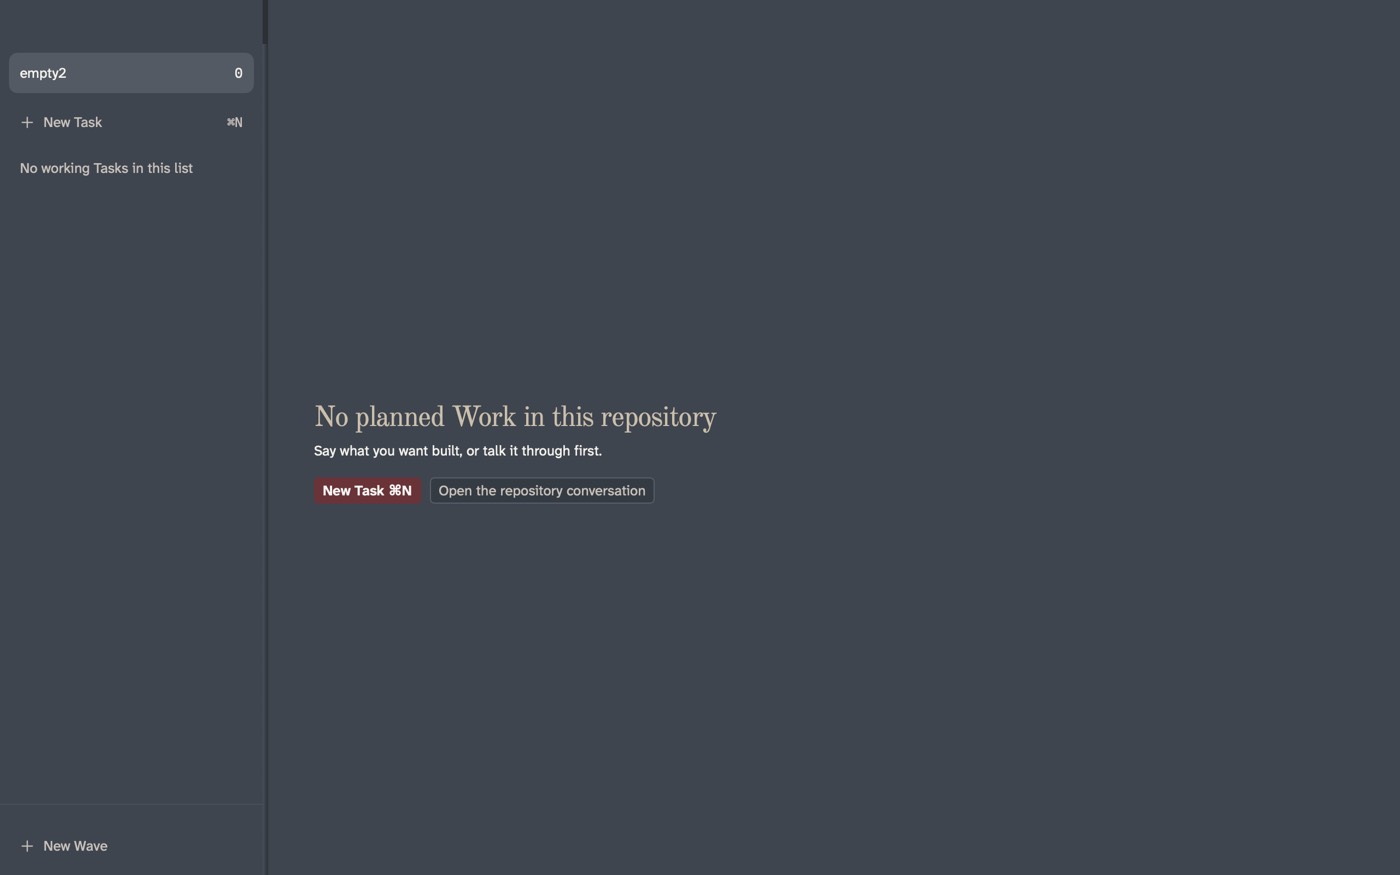 empty2 0
New Task ⌘N
No working Tasks in this list
No planned Work in this repository
Say what you want built, or talk it through first.
New Task ⌘N Open the repository conversation
New Wave